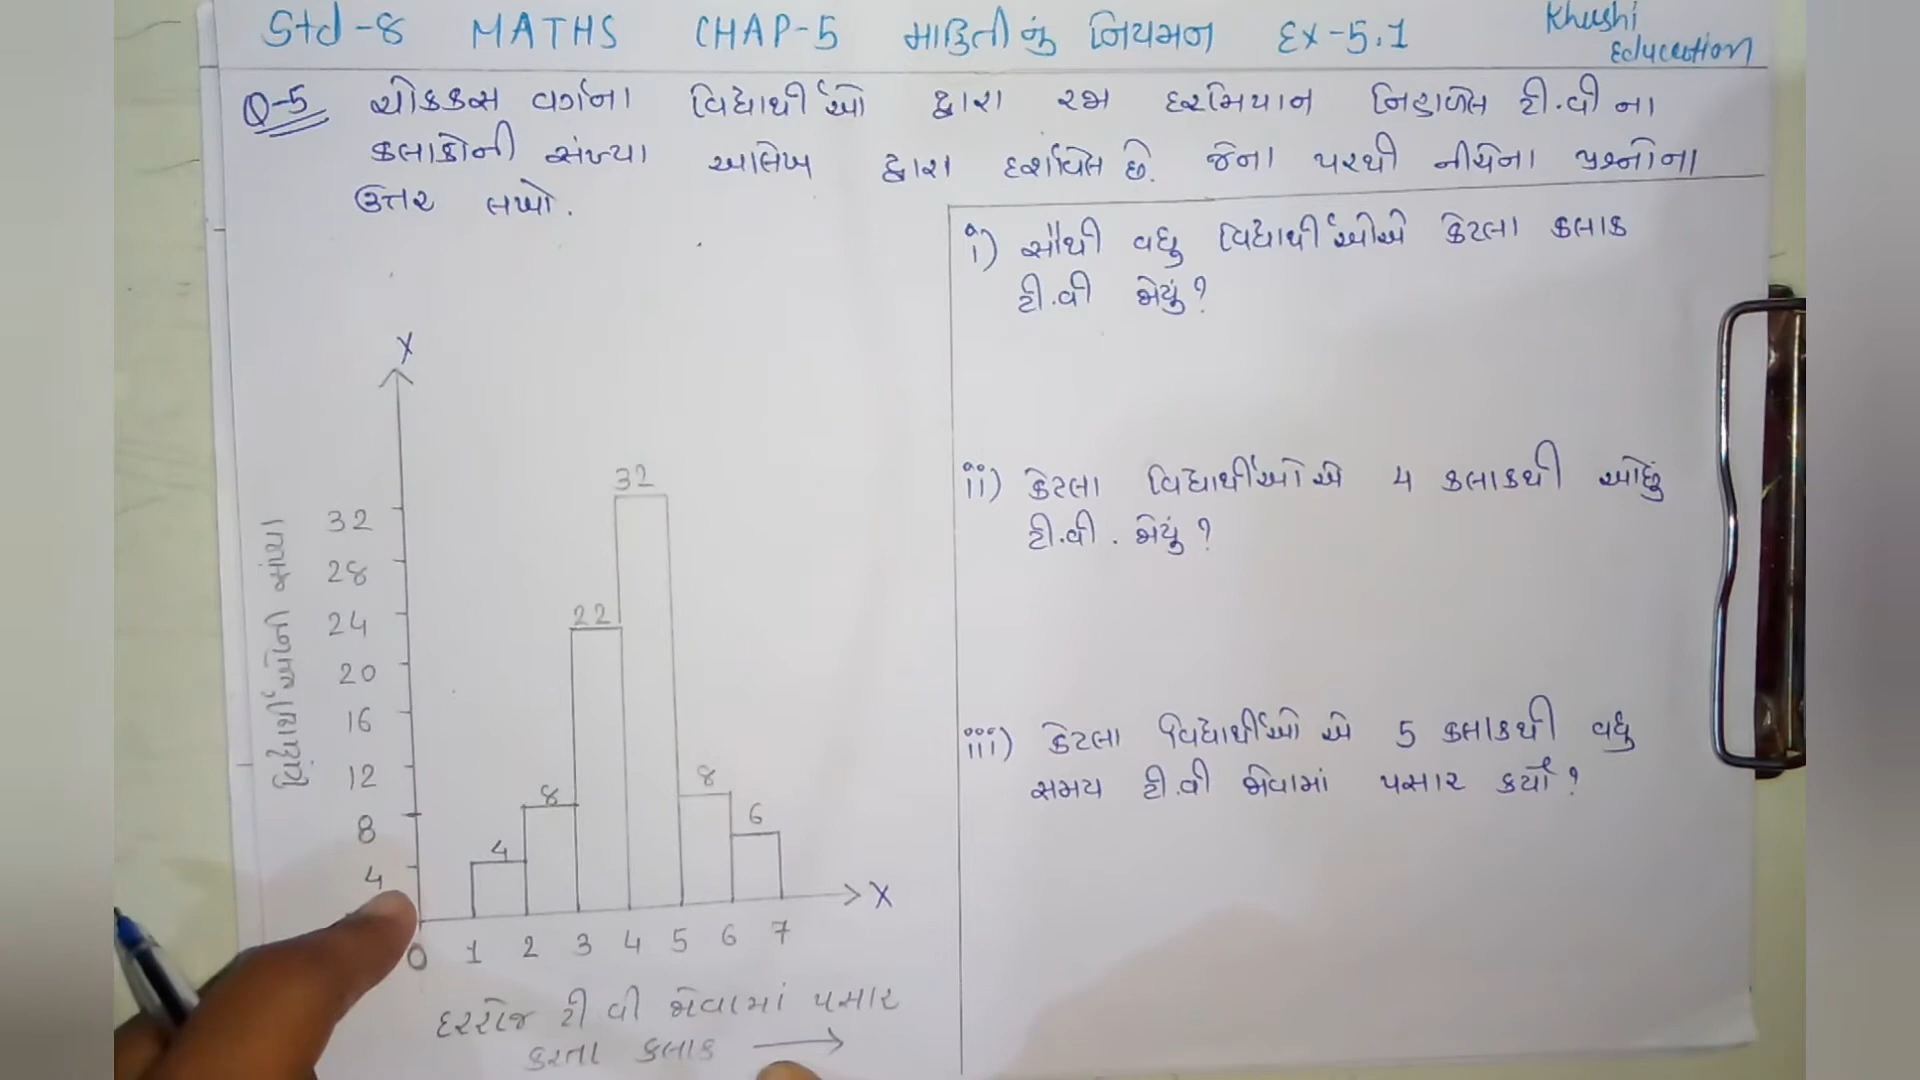 Std-8 MATHS CHAP-5 માહિતીનું નિયમન Ex-5.1
Khushi
Education
Q-5 ચોક્કસ વર્ગના વિદ્યાર્થીઓ દ્વારા રજા દરમિયાન નિહાળેલ ટી.વી ના
કલાકોની સંખ્યા આલેખ દ્વારા દર્શાવેલ છે. જેના પરથી નીચેના પ્રશ્નોના
ઉત્તર લખો.
i) સૌથી વધુ વિદ્યાર્થીઓએ કેટલા કલાક
ટી.વી જોયું?
ii) કેટલા વિદ્યાર્થીઓએ 4 કલાકથી ઓછું
ટી.વી. જોયું?
iii) કેટલા વિદ્યાર્થીઓ એ 5 કલાકથી વધુ
સમય ટી.વી જોવામાં પસાર કર્યો?
Y
વિદ્યાર્થીઓની સંખ્યા
32
28
24
20
16
12
8
4
4
8
22
32
8
6
X
0 1 2 3 4 5 6 7
દરરોજ ટી વી જોવામાં પસાર
કરતા કલાક